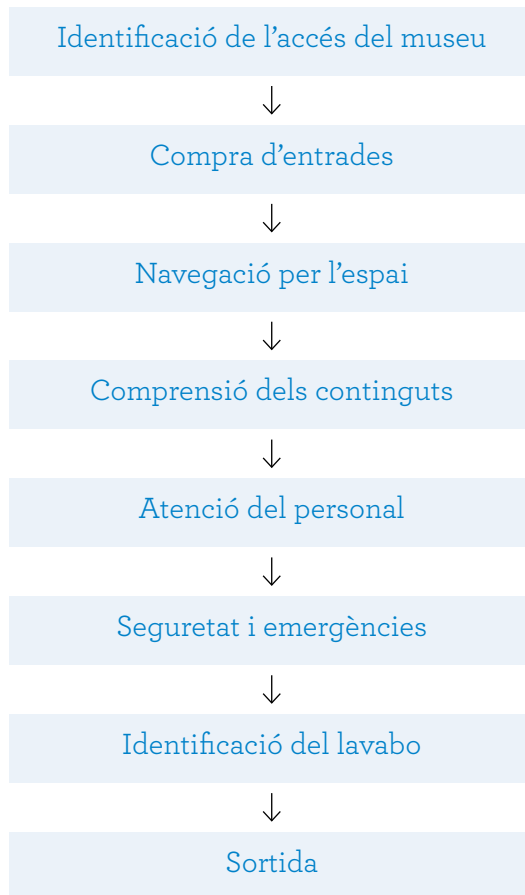 Identificació de l’accés del museu
↓
Compra d’entrades
↓
Navegació per l’espai
↓
Comprensió dels continguts
↓
Atenció del personal
↓
Seguretat i emergències
↓
Identificació del lavabo
↓
Sortida